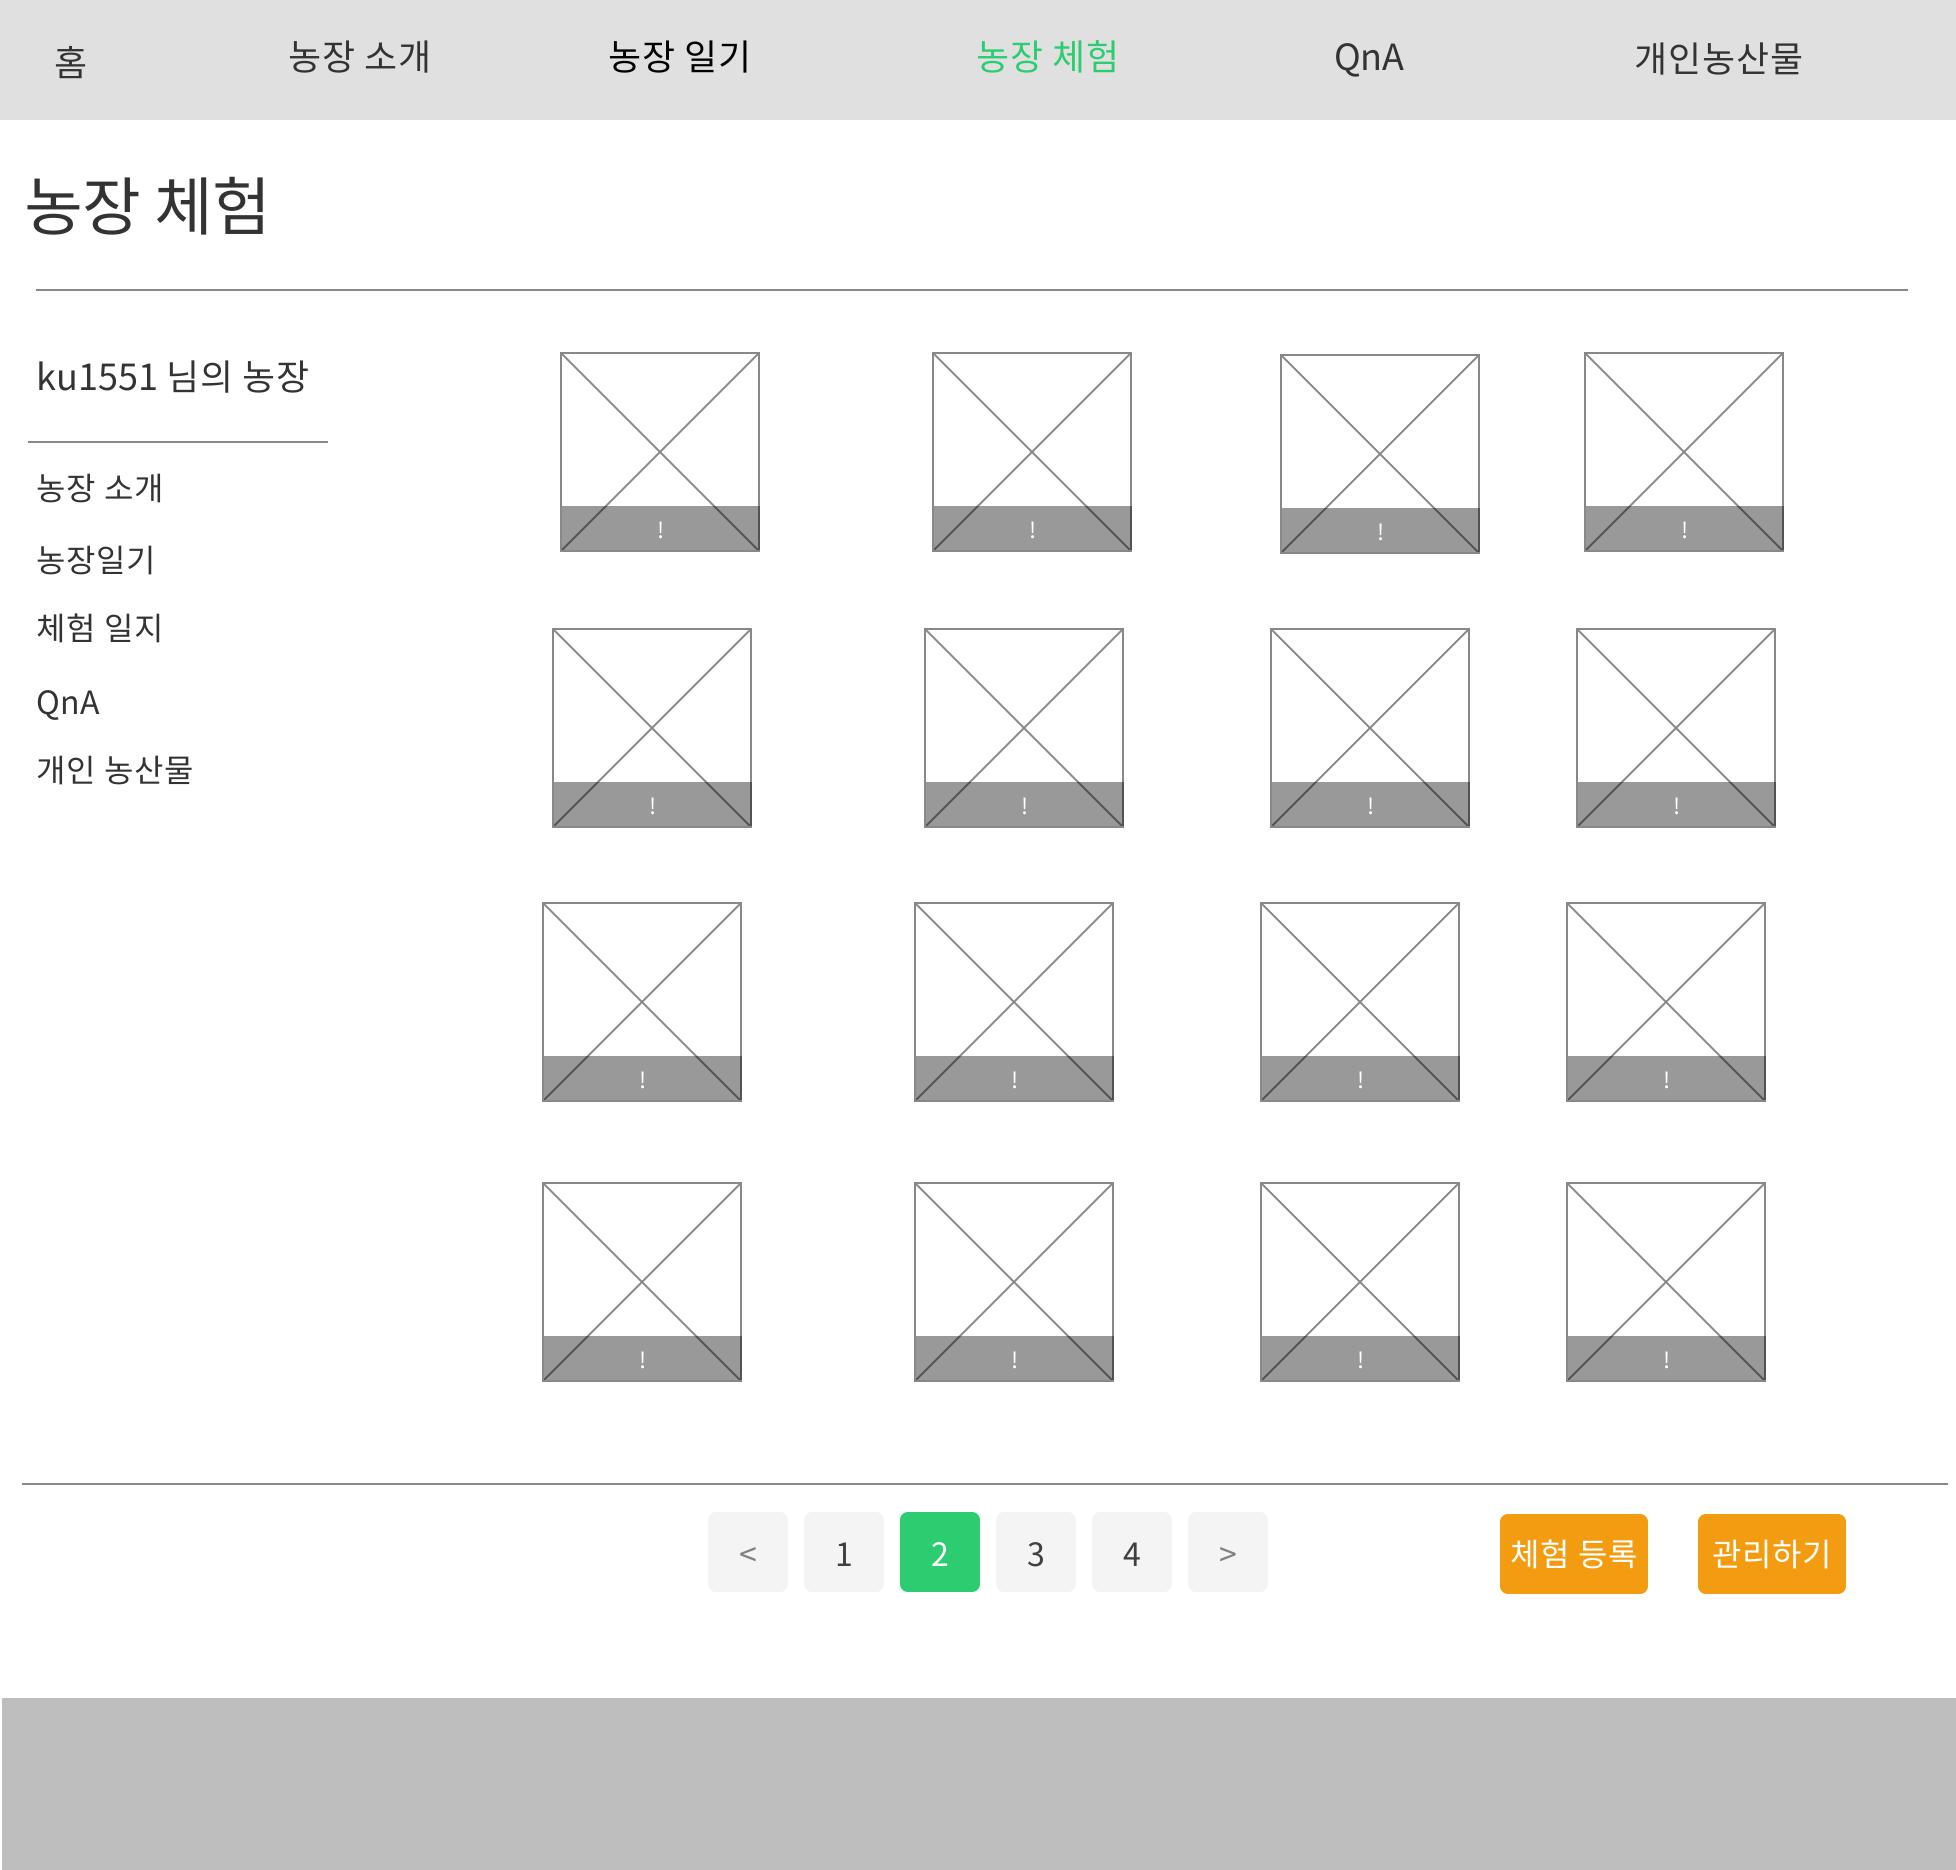 홈 농장 소개 농장 일기 농장 체험 QnA 개인농산물
농장 체험
ku1551 님의 농장
농장 소개
농장일기
체험 일지
QnA
개인 농산물
! ! ! !
! ! ! !
! ! ! !
! ! ! !
< 1 2 3 4 > 체험 등록 관리하기